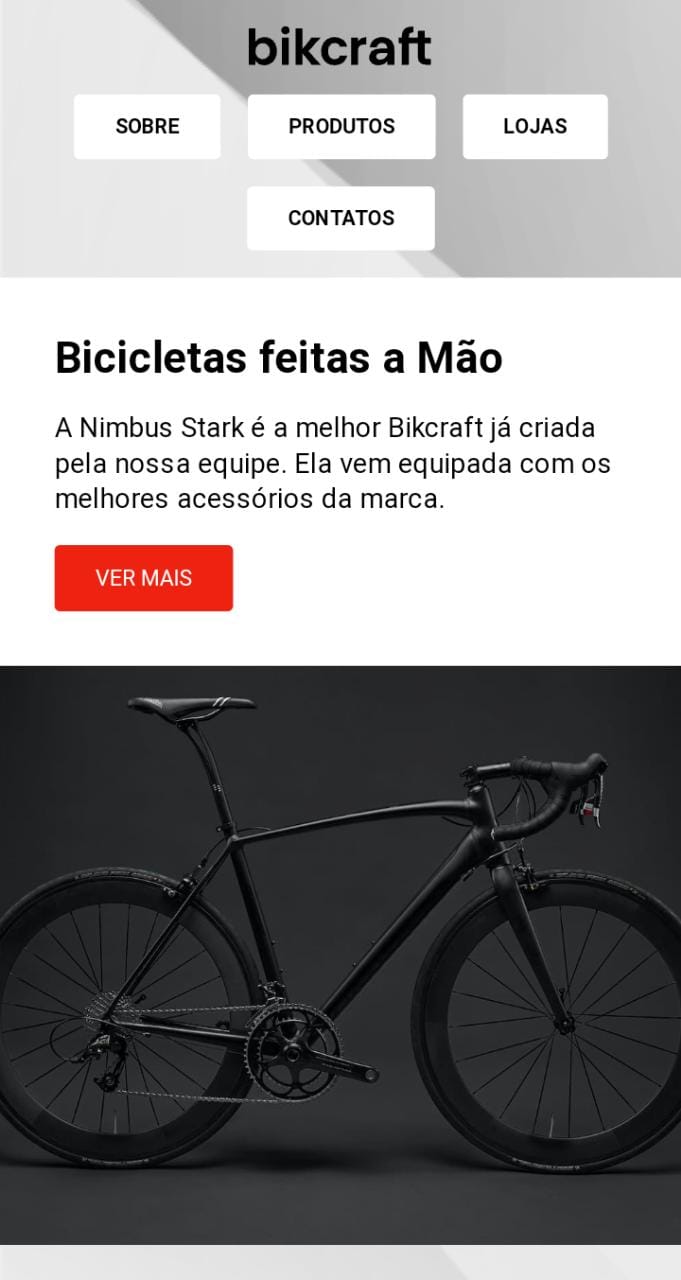 bikcraft
SOBRE PRODUTOS LOJAS
CONTATOS
Bicicletas feitas a Mão
A Nimbus Stark é a melhor Bikcraft já criada
pela nossa equipe. Ela vem equipada com os
melhores acessórios da marca.
VER MAIS